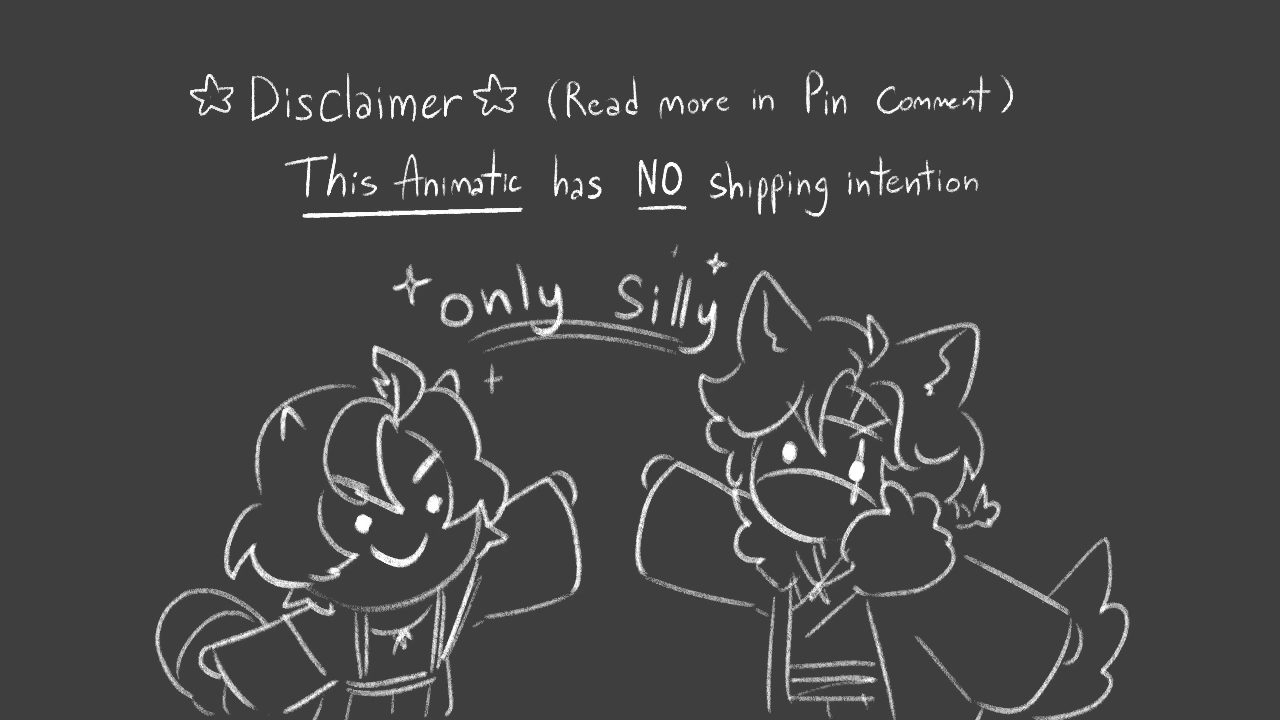 ☆ Disclaimer ☆ (Read more in Pin Comment)
This Animatic has NO shipping intention
only Silly